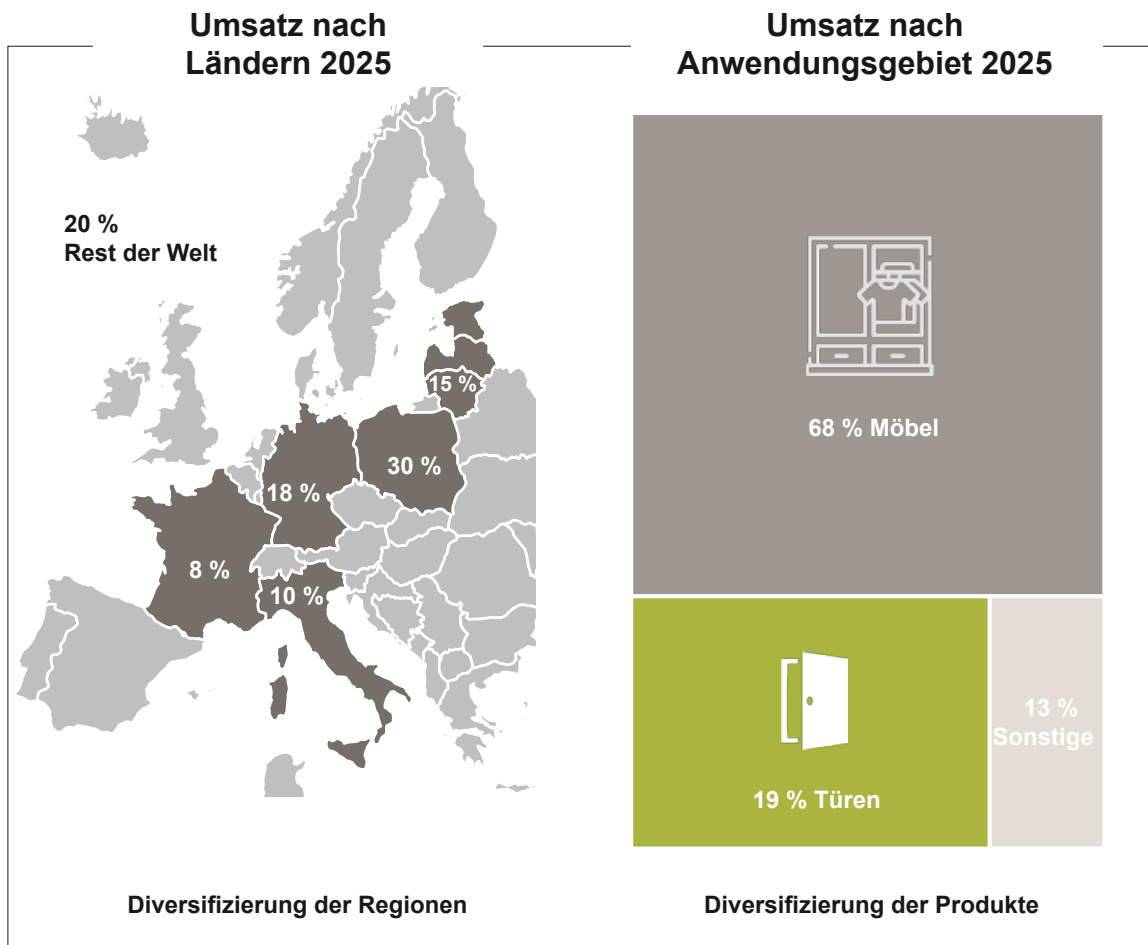 Umsatz nach
Ländern 2025
20 %
Rest der Welt
15 %
30 %
18 %
8 %
10 %
Diversifizierung der Regionen
Umsatz nach
Anwendungsgebiet 2025
68 % Möbel
19 % Türen
13 %
Sonstige
Diversifizierung der Produkte